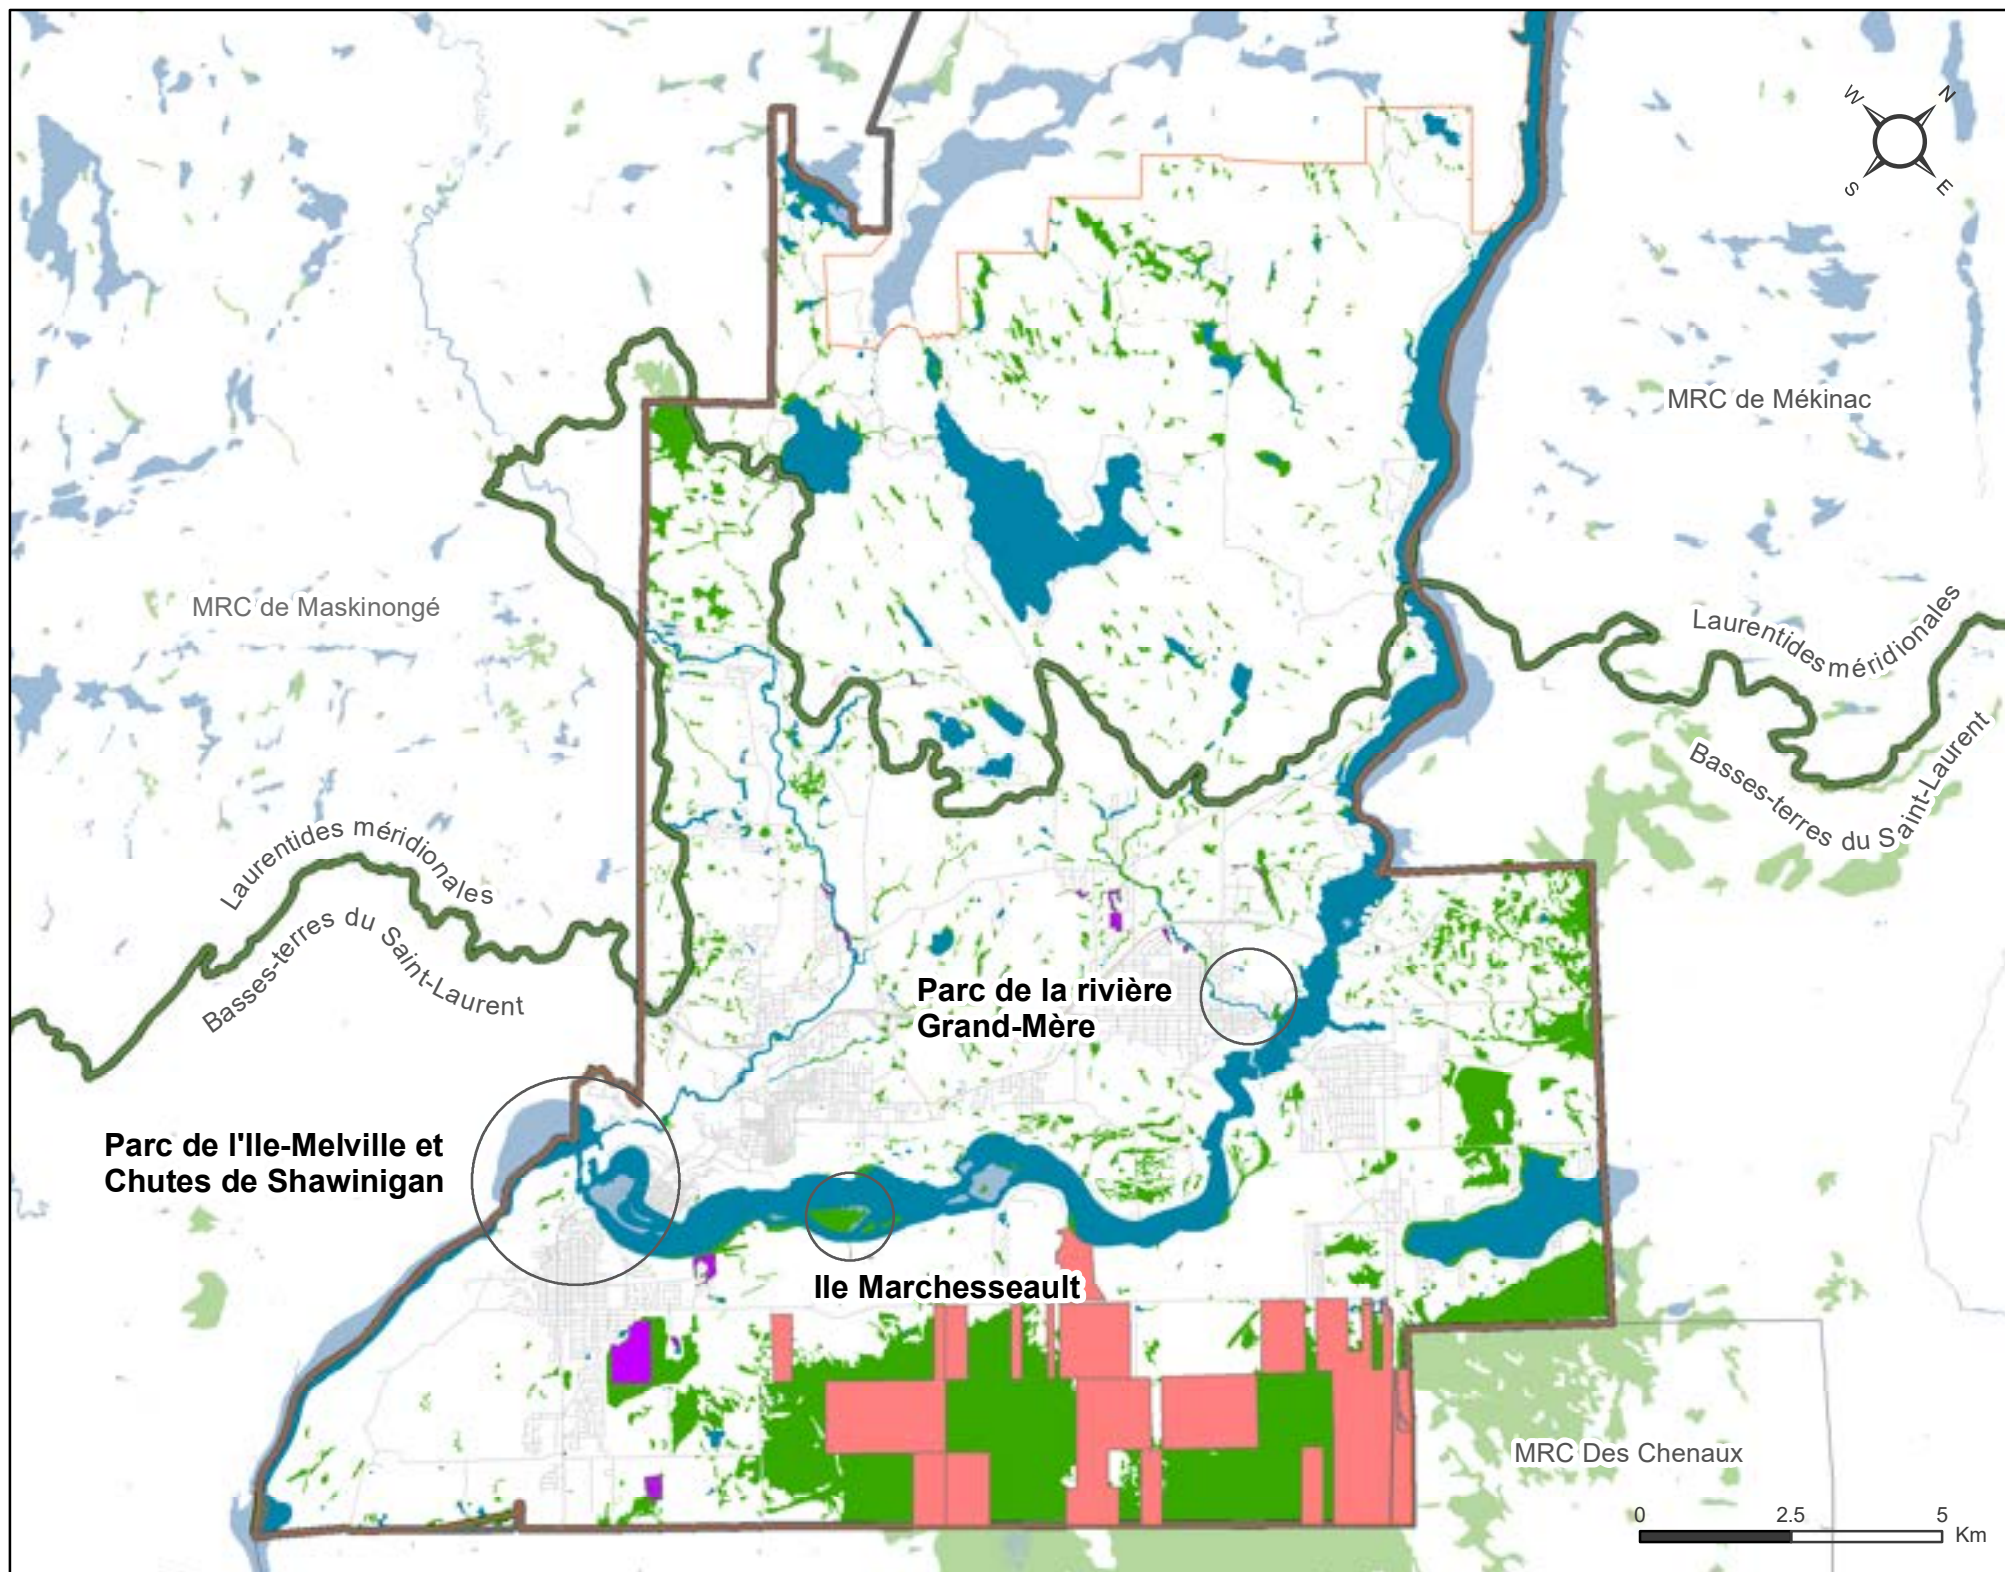 W
N
S
E
MRC de Mékinac
MRC de Maskinongé
Laurentides méridionales
Basses-terres du Saint-Laurent
Laurentides méridionales
Basses-terres du Saint-Laurent
Parc de la rivière
Grand-Mère
Parc de l'Ile-Melville et
Chutes de Shawinigan
Ile Marchesseault
MRC Des Chenaux
0 2.5 5
Km